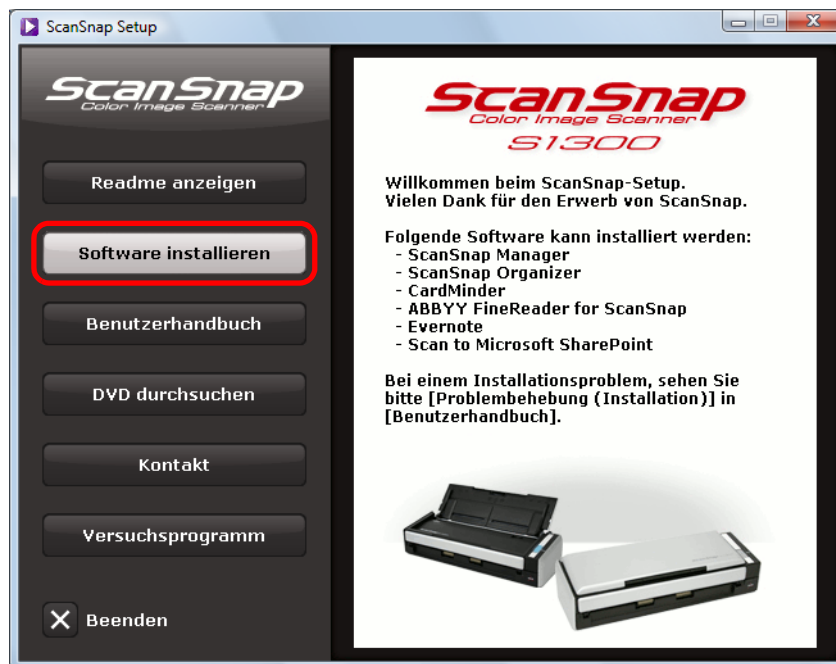 ScanSnap Setup
ScanSnap
Color Image Scanner
Readme anzeigen
Software installieren
Benutzerhandbuch
DVD durchsuchen
Kontakt
Versuchsprogramm
Beenden
ScanSnap
Color Image Scanner
S1300
Willkommen beim ScanSnap-Setup.
Vielen Dank für den Erwerb von ScanSnap.
Folgende Software kann installiert werden:
- ScanSnap Manager
- ScanSnap Organizer
- CardMinder
- ABBYY FineReader for ScanSnap
- Evernote
- Scan to Microsoft SharePoint
Bei einem Installationsproblem, sehen Sie
bitte [Problembehebung (Installation)] in
[Benutzerhandbuch].